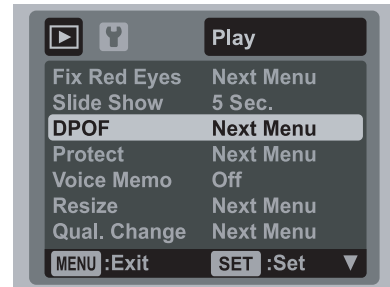 Play
Fix Red Eyes Next Menu
Slide Show 5 Sec.
DPOF Next Menu
Protect Next Menu
Voice Memo Off
Resize Next Menu
Qual. Change Next Menu
MENU :Exit SET :Set